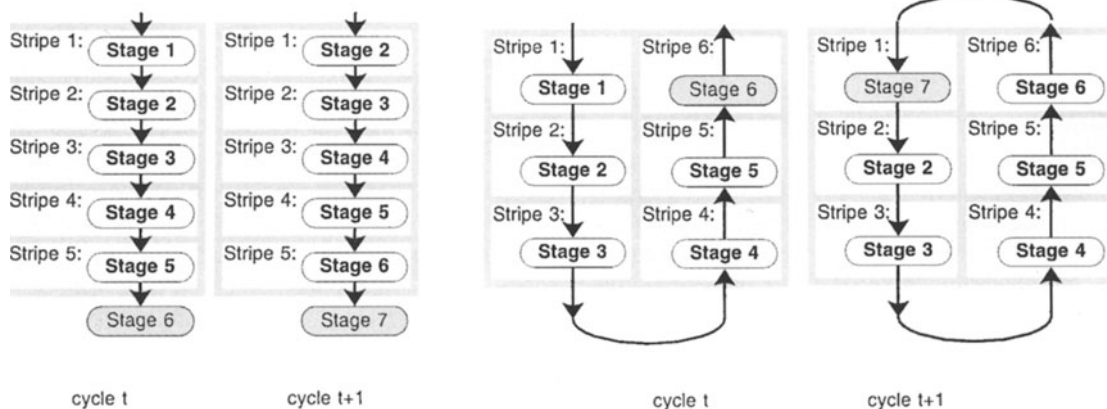 Stripe 1:
Stage 1
Stripe 2:
Stage 2
Stripe 3:
Stage 3
Stripe 4:
Stage 4
Stripe 5:
Stage 5
Stage 6
cycle t
Stripe 1:
Stage 2
Stripe 2:
Stage 3
Stripe 3:
Stage 4
Stripe 4:
Stage 5
Stripe 5:
Stage 6
Stage 7
cycle t+1
Stripe 1:
Stage 1
Stripe 2:
Stage 2
Stripe 3:
Stage 3
Stripe 6:
Stage 6
Stripe 5:
Stage 5
Stripe 4:
Stage 4
cycle t
Stripe 1:
Stage 7
Stripe 2:
Stage 2
Stripe 3:
Stage 3
Stripe 6:
Stage 6
Stripe 5:
Stage 5
Stripe 4:
Stage 4
cycle t+1